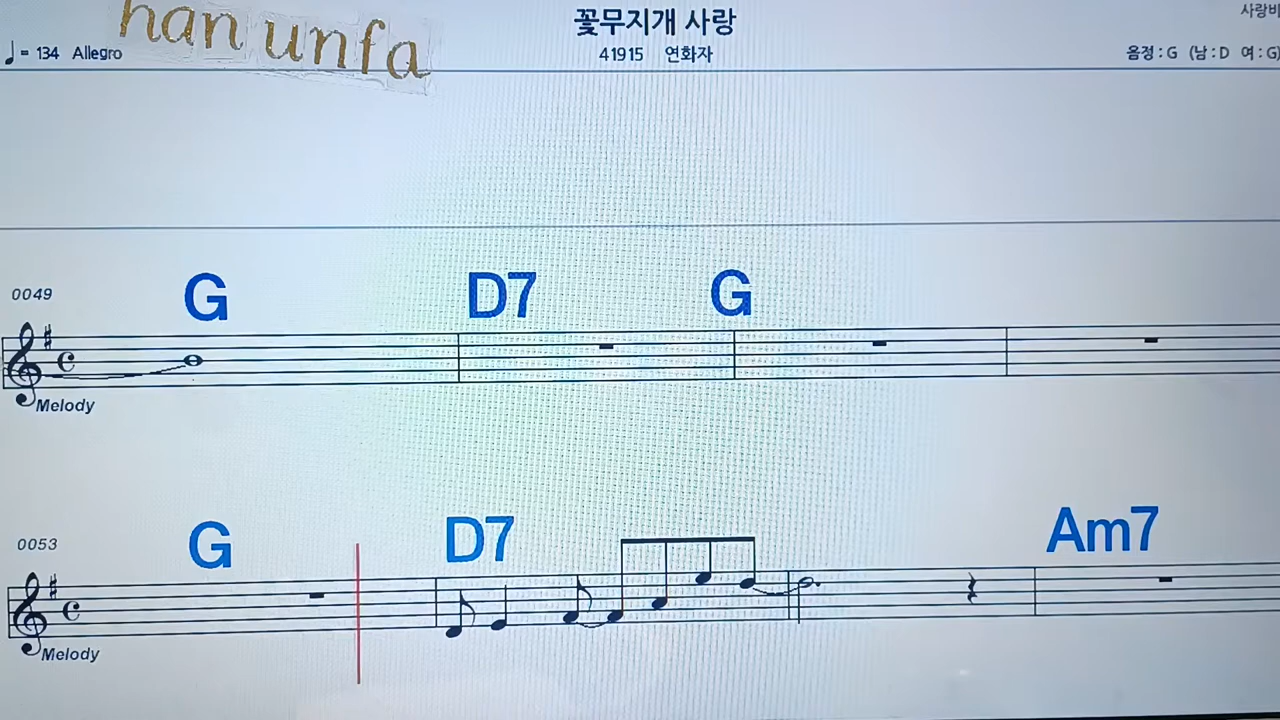 han unfa
꽃무지개 사랑
사랑비
♩= 134 Allegro
41915 연화자
음정:G (남:D 여:G)
G D7 G
0049
Melody
G D7 Am7
0053
Melody